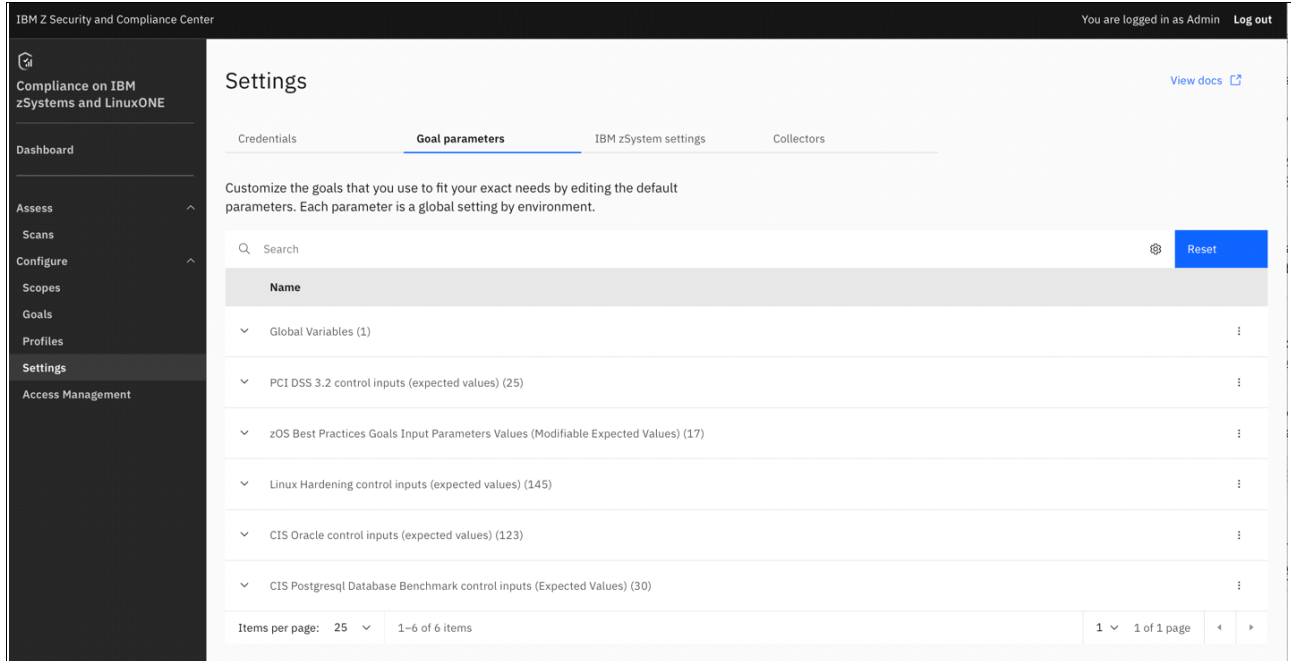 IBM Z Security and Compliance Center
You are logged in as Admin Log out
Compliance on IBM
zSystems and LinuxONE
Dashboard
Assess
Scans
Configure
Scopes
Goals
Profiles
Settings
Access Management
Settings
View docs
Credentials Goal parameters IBM zSystem settings Collectors
Customize the goals that you use to fit your exact needs by editing the default
parameters. Each parameter is a global setting by environment.
Search
Reset
Name
Global Variables (1)
PCI DSS 3.2 control inputs (expected values) (25)
zOS Best Practices Goals Input Parameters Values (Modifiable Expected Values) (17)
Linux Hardening control inputs (expected values) (145)
CIS Oracle control inputs (expected values) (123)
CIS Postgresql Database Benchmark control inputs (Expected Values) (30)
Items per page: 25 1–6 of 6 items 1 1 of 1 page